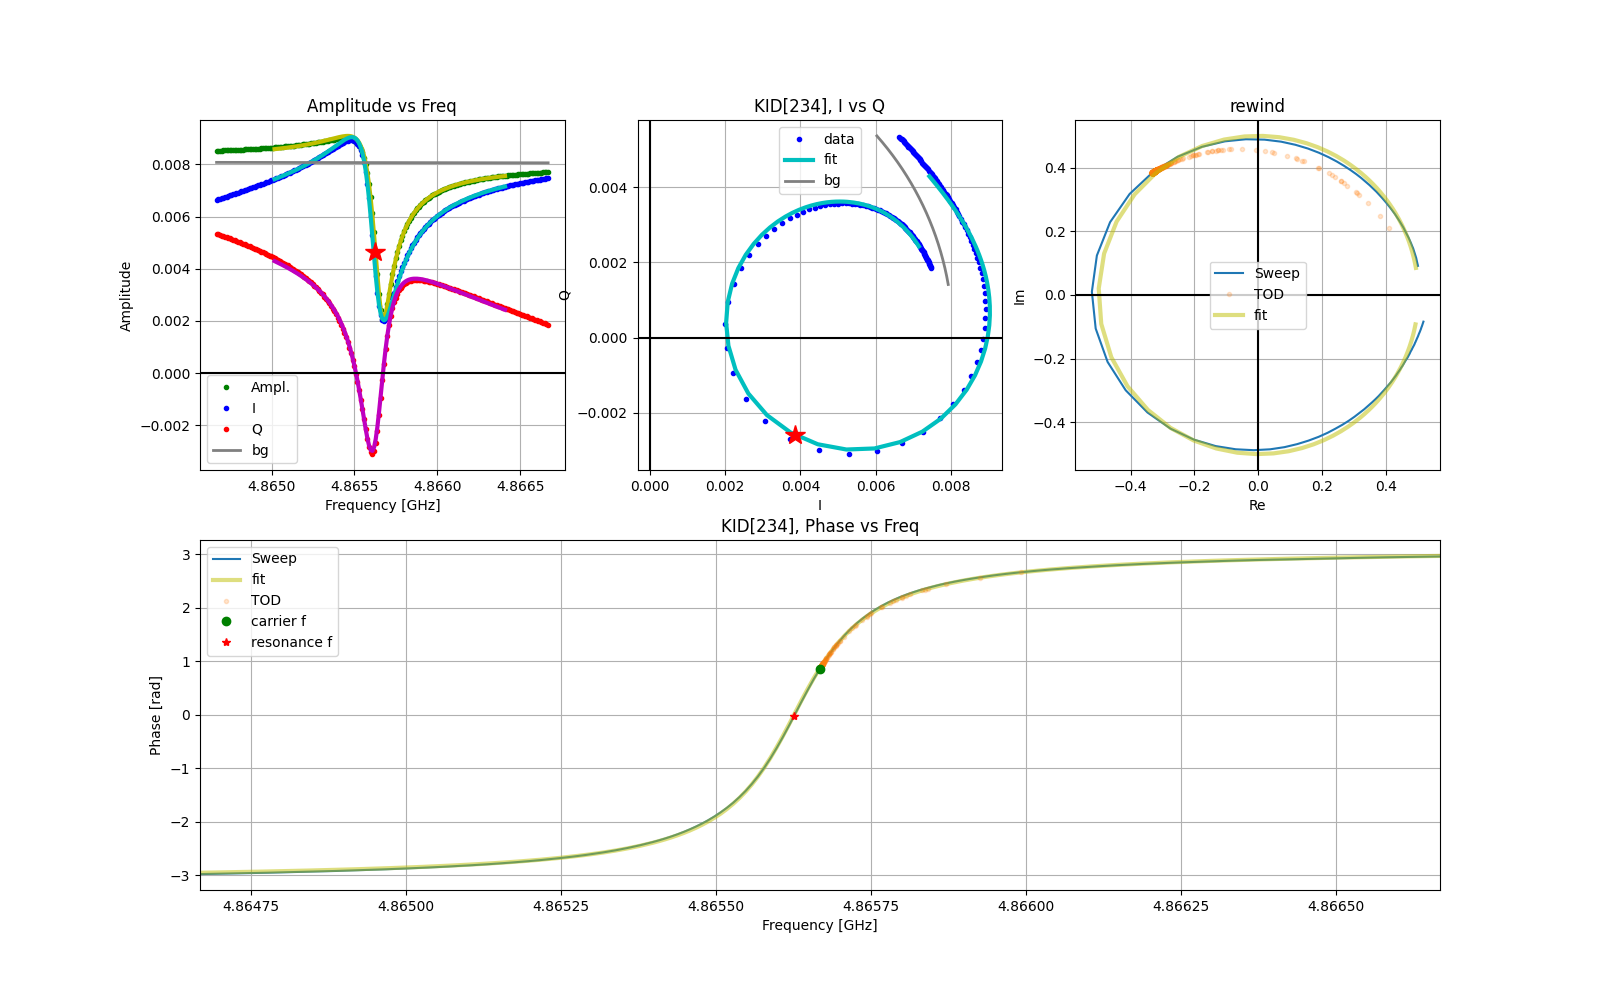 Amplitude vs Freq
Amplitude
0.008
0.006
0.004
0.002
0.000
−0.002
Ampl.
I
Q
bg
4.8650
4.8655
4.8660
4.8665
Frequency [GHz]
KID[234], I vs Q
Q
0.004
0.002
0.000
−0.002
data
fit
bg
0.000
0.002
0.004
0.006
0.008
I
rewind
Im
0.4
0.2
0.0
−0.2
−0.4
Sweep
TOD
fit
−0.4
−0.2
0.0
0.2
0.4
Re
KID[234], Phase vs Freq
Phase [rad]
3
2
1
0
−1
−2
−3
Sweep
fit
TOD
carrier f
resonance f
4.86475
4.86500
4.86525
4.86550
4.86575
4.86600
4.86625
4.86650
Frequency [GHz]